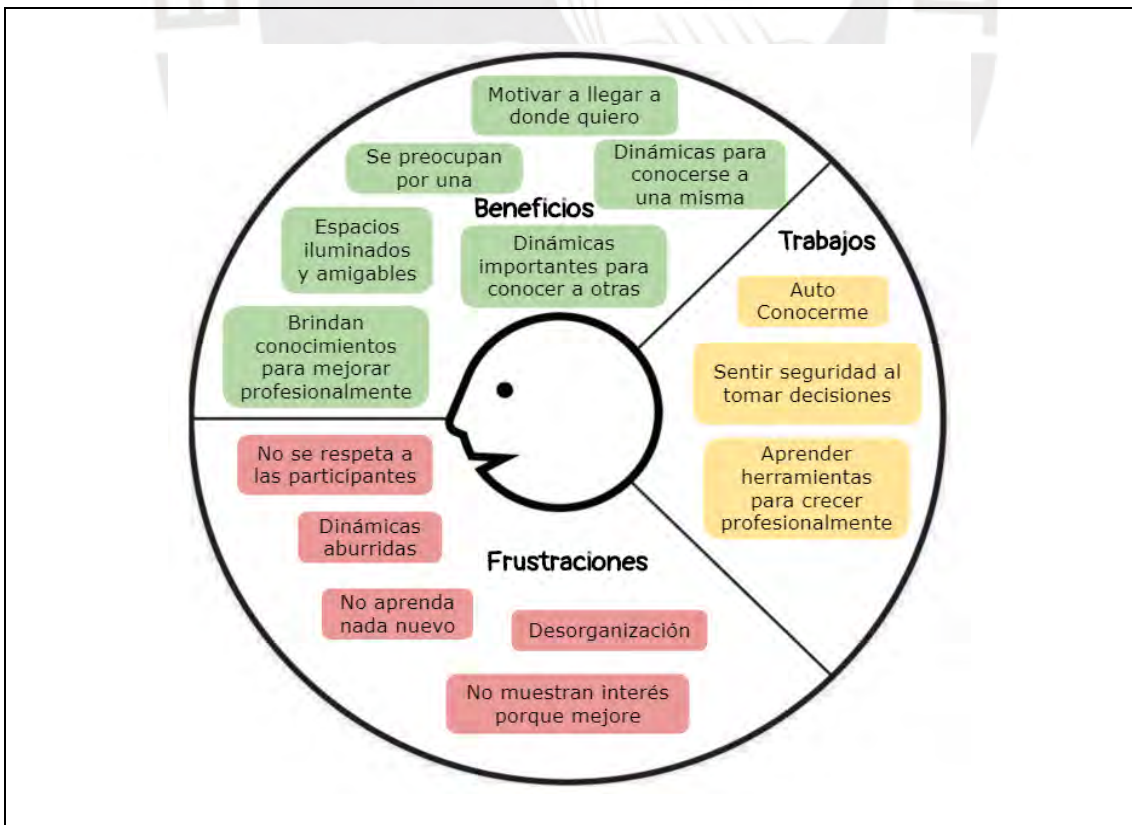 Motivar a llegar a
donde quiero
Se preocupan
por una
Dinámicas para
conocerse a
una misma
Beneficios
Espacios
iluminados
y amigables
Dinámicas
importantes para
conocer a otras
Brindan
conocimientos
para mejorar
profesionalmente
Trabajos
Auto
Conocerme
Sentir seguridad al
tomar decisiones
Aprender
herramientas
para crecer
profesionalmente
No se respeta a
las participantes
Dinámicas
aburridas
Frustraciones
No aprenda
nada nuevo
Desorganización
No muestran interés
porque mejore